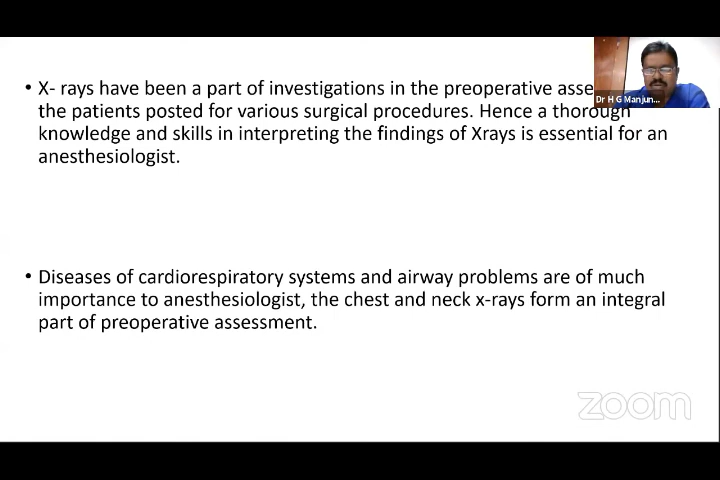 • X- rays have been a part of investigations in the preoperative asse
the patients posted for various surgical procedures. Hence a thorough
knowledge and skills in interpreting the findings of Xrays is essential for an
anesthesiologist.
• Diseases of cardiorespiratory systems and airway problems are of much
importance to anesthesiologist, the chest and neck x-rays form an integral
part of preoperative assessment.
Dr H G Manjun...
zoom